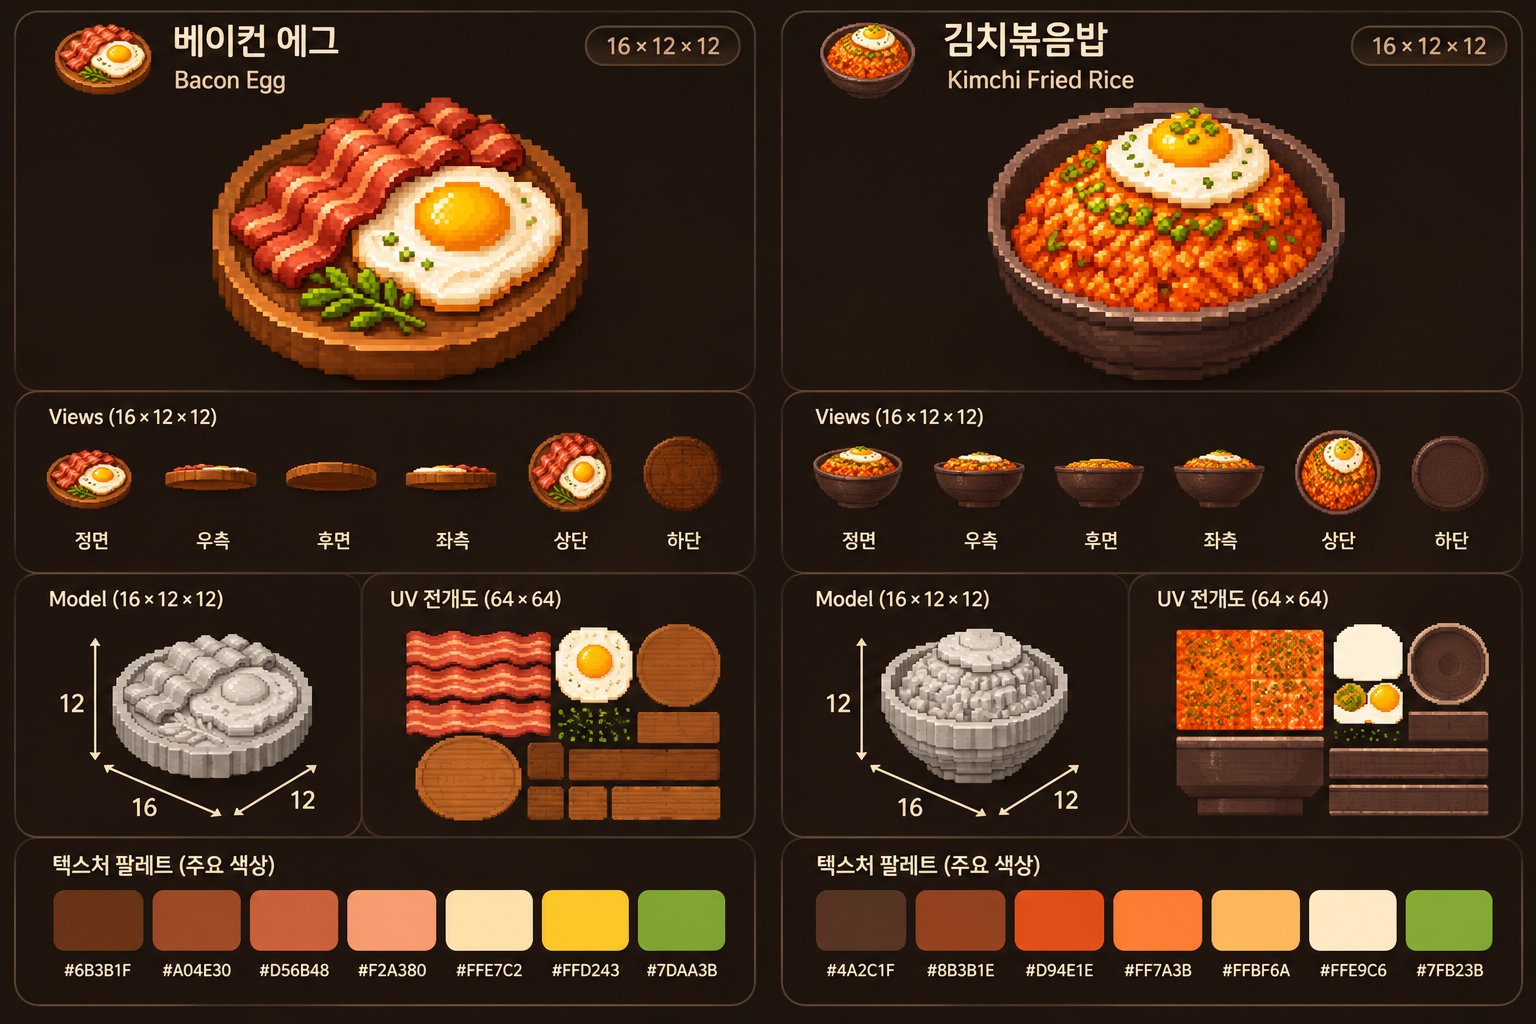 베이컨 에그
Bacon Egg
16×12×12
Views (16×12×12)
정면
우측
후면
좌측
상단
하단
Model (16×12×12)
12
16
12
UV 전개도 (64×64)
텍스처 팔레트 (주요 색상)
#6B3B1F
#A04E30
#D56B48
#F2A380
#FFE7C2
#FFD243
#7DAA3B
김치볶음밥
Kimchi Fried Rice
16×12×12
Views (16×12×12)
정면
우측
후면
좌측
상단
하단
Model (16×12×12)
12
16
12
UV 전개도 (64×64)
텍스처 팔레트 (주요 색상)
#4A2C1F
#8B3B1E
#D94E1E
#FF7A3B
#FFBF6A
#FFE9C6
#7FB23B